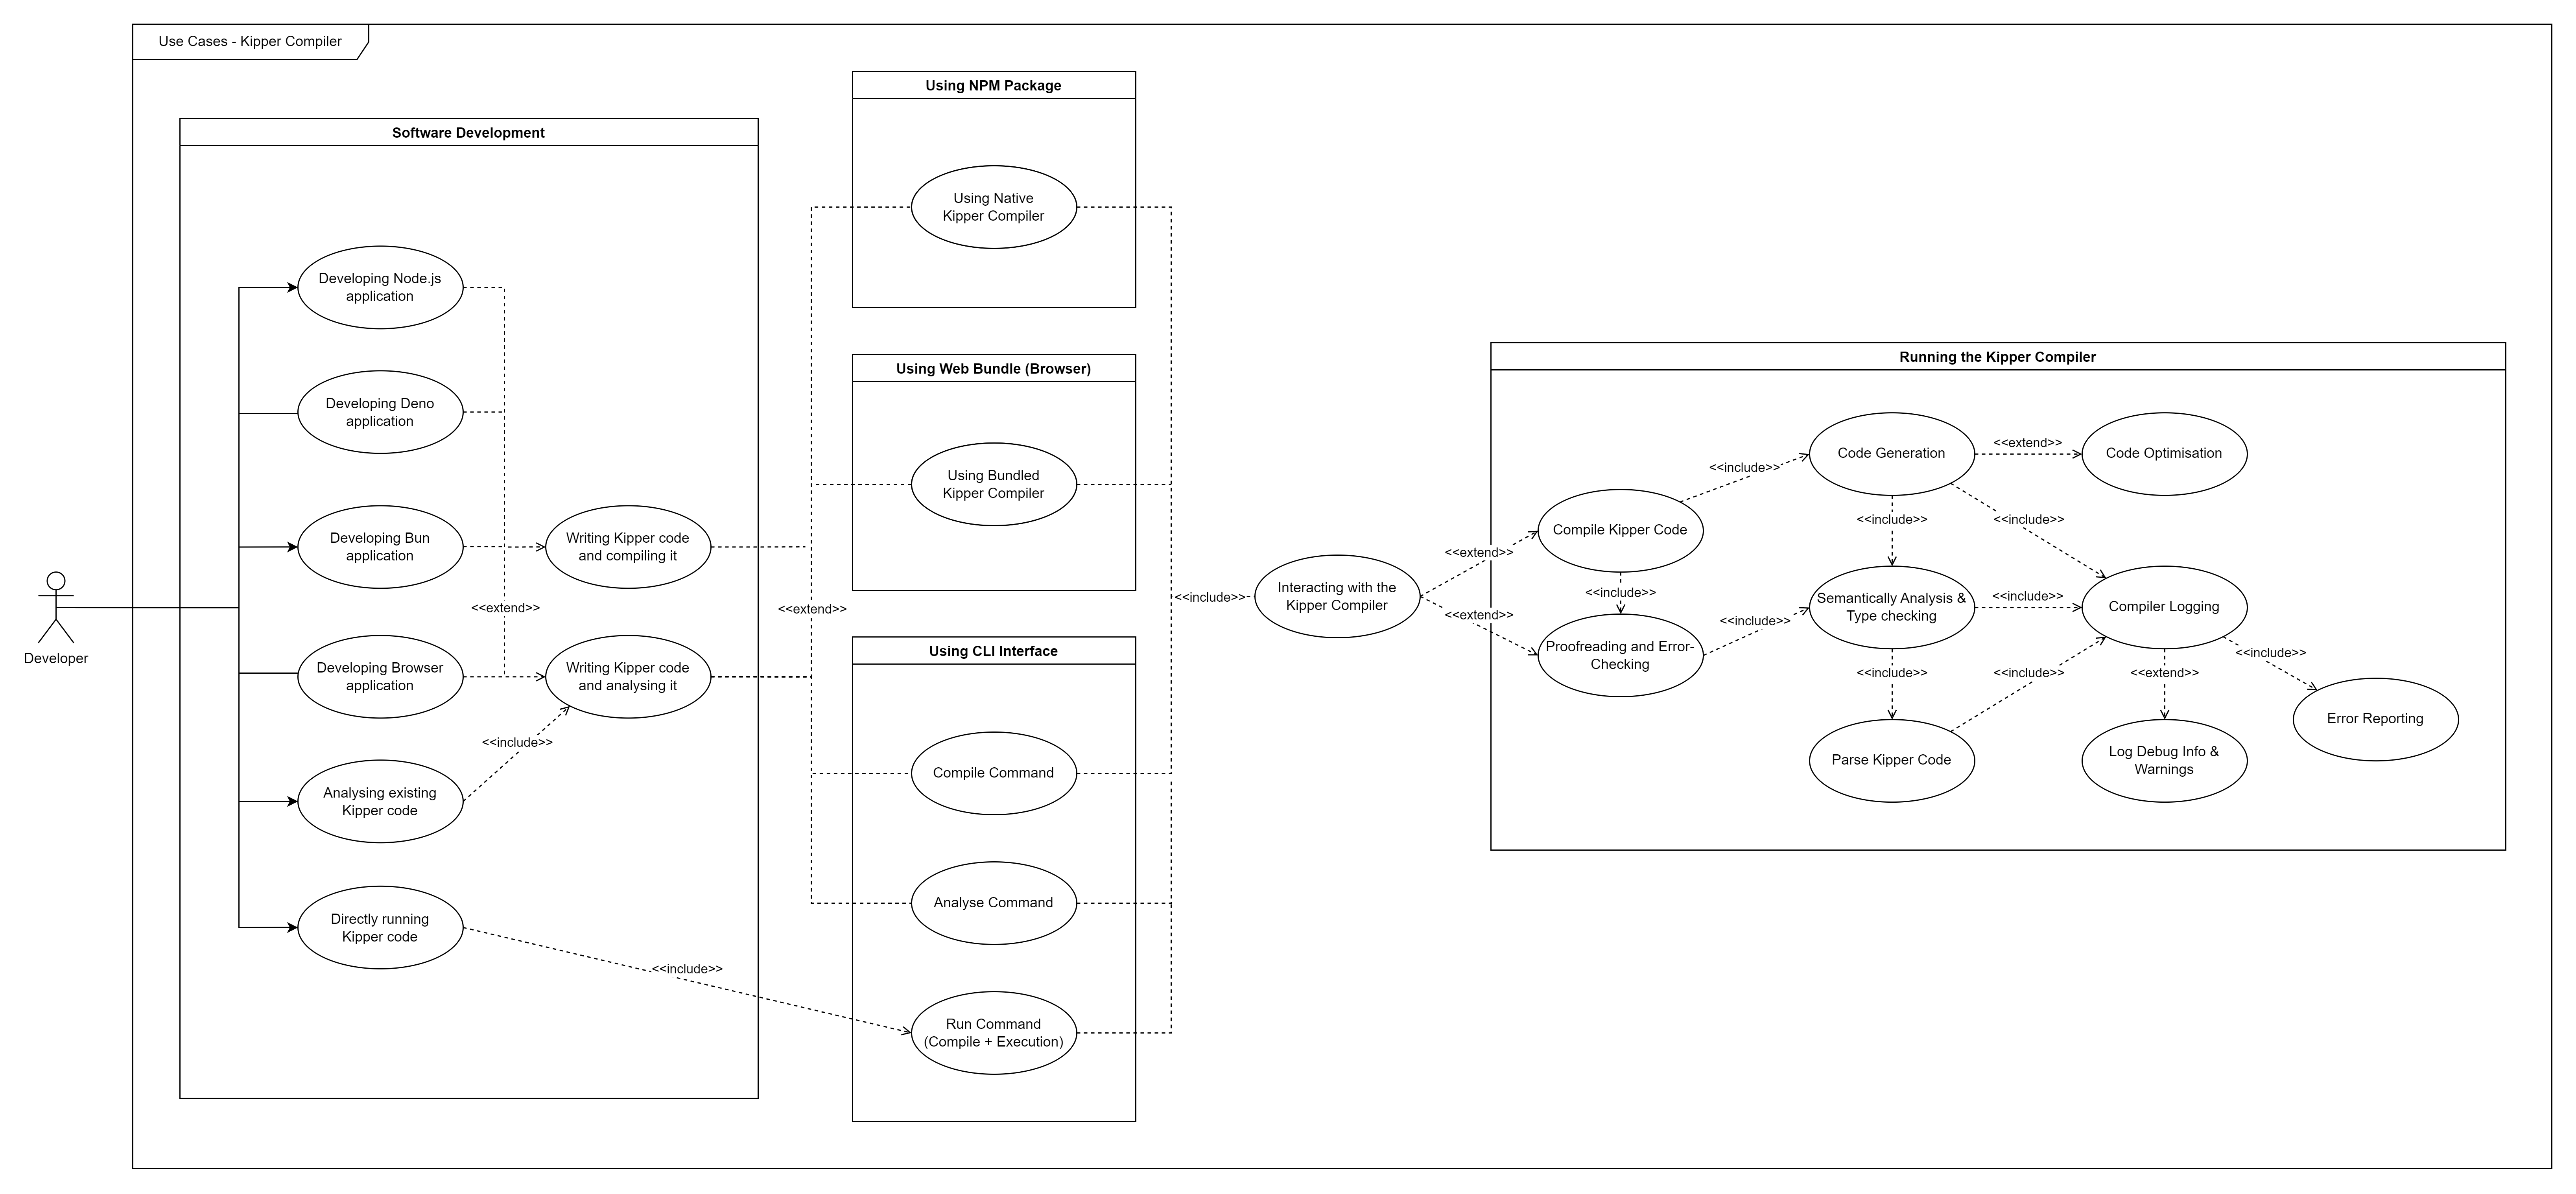 Use Cases - Kipper Compiler
Developer
Software Development
Developing Node.js
application
Developing Deno
application
Developing Bun
application
Developing Browser
application
Analysing existing
Kipper code
Directly running
Kipper code
<<extend>>
<<include>>
<<include>>
Writing Kipper code
and compiling it
Writing Kipper code
and analysing it
<<extend>>
Using NPM Package
Using Native
Kipper Compiler
Using Web Bundle (Browser)
Using Bundled
Kipper Compiler
Using CLI Interface
Compile Command
Analyse Command
Run Command
(Compile + Execution)
<<include>>
Interacting with the
Kipper Compiler
<<extend>>
<<extend>>
Running the Kipper Compiler
Compile Kipper Code
<<include>>
Proofreading and Error-
Checking
<<include>>
<<include>>
Code Generation
<<include>>
Semantically Analysis &
Type checking
<<include>>
Parse Kipper Code
<<extend>>
<<include>>
<<include>>
<<include>>
Code Optimisation
Compiler Logging
<<extend>>
Log Debug Info &
Warnings
<<include>>
Error Reporting